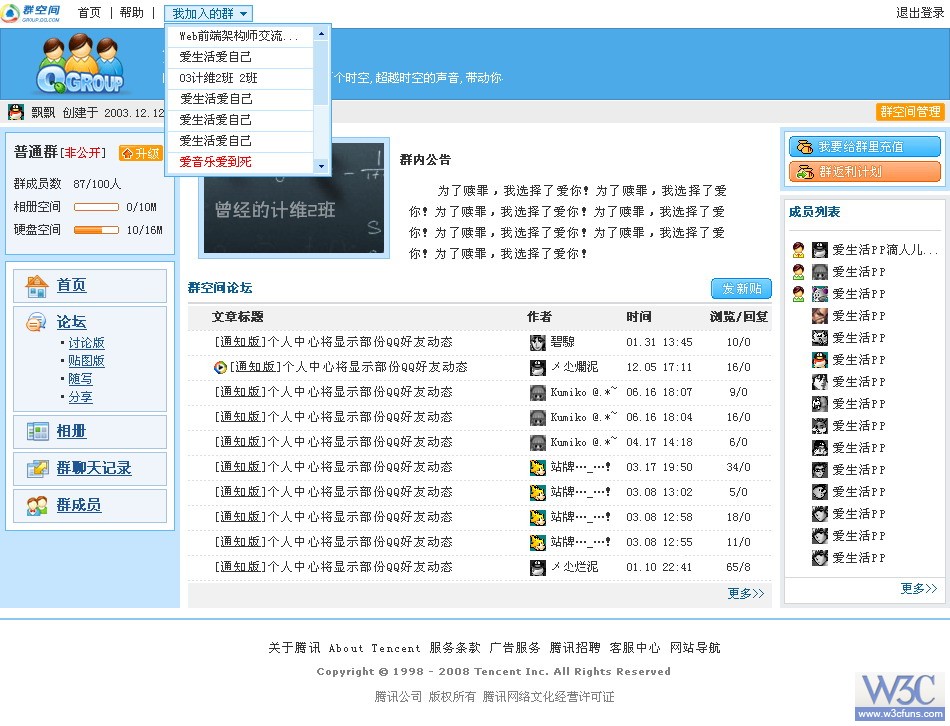 群空间 首页 | 帮助 | 我加入的群 退出登录
GROUP.QQ.COM
Web前端架构师交流...
爱生活爱自己
03计维2班 2班
爱生活爱自己
爱生活爱自己
爱生活爱自己
爱音乐爱到死
QGROUP
个时空, 超越时空的声音, 带动你
飘飘 创建于 2003.12.12
群空间管理
普通群[非公开] 升级
群成员数 87/100人
相册空间 0/10M
硬盘空间 10/16M
首页
论坛
讨论版
贴图版
随写
分享
相册
群聊天记录
群成员
曾经的计维2班
群内公告
为了赎罪，我选择了爱你！为了赎罪，我选择了爱
你！为了赎罪，我选择了爱你！为了赎罪，我选择了爱
你！为了赎罪，我选择了爱你！为了赎罪，我选择了爱
你！为了赎罪，我选择了爱你！
群空间论坛 发新贴
文章标题 作者 时间 浏览/回复
[通知版]个人中心将显示部份QQ好友动态 01.31 13:45 10/0
[通知版]个人中心将显示部份QQ好友动态 メ尐爛泥 12.05 17:11 16/0
[通知版]个人中心将显示部份QQ好友动态 Kumiko @.*~ 06.16 18:07 9/0
[通知版]个人中心将显示部份QQ好友动态 Kumiko @.*~ 06.16 18:04 16/0
[通知版]个人中心将显示部份QQ好友动态 Kumiko @.*~ 04.17 14:18 6/0
[通知版]个人中心将显示部份QQ好友动态 站牌…_…! 03.17 19:50 34/0
[通知版]个人中心将显示部份QQ好友动态 站牌…_…! 03.08 13:02 5/0
[通知版]个人中心将显示部份QQ好友动态 站牌…_…! 03.08 12:58 18/0
[通知版]个人中心将显示部份QQ好友动态 站牌…_…! 03.08 12:55 11/0
[通知版]个人中心将显示部份QQ好友动态 メ尐烂泥 01.10 22:41 65/8
更多>>
我要给群里充值
群返利计划
成员列表
爱生活PP滴人儿...
爱生活PP
爱生活PP
爱生活PP
爱生活PP
爱生活PP
爱生活PP
爱生活PP
爱生活PP
爱生活PP
爱生活PP
爱生活PP
爱生活PP
爱生活PP
爱生活PP
更多>>
关于腾讯 About Tencent 服务条款 广告服务 腾讯招聘 客服中心 网站导航
Copyright © 1998 - 2008 Tencent Inc. All Rights Reserved
腾讯公司 版权所有 腾讯网络文化经营许可证
W3C
www.w3cfuns.com